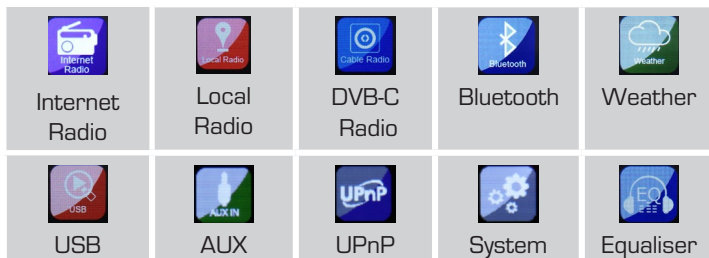 Internet
Radio
Local Radio
Cable Radio
Bluetooth
Weather
Internet
Radio
Local
Radio
DVB-C
Radio
Bluetooth
Weather
USB
AUX IN
UPnP
EQ
USB
AUX
UPnP
System
Equaliser